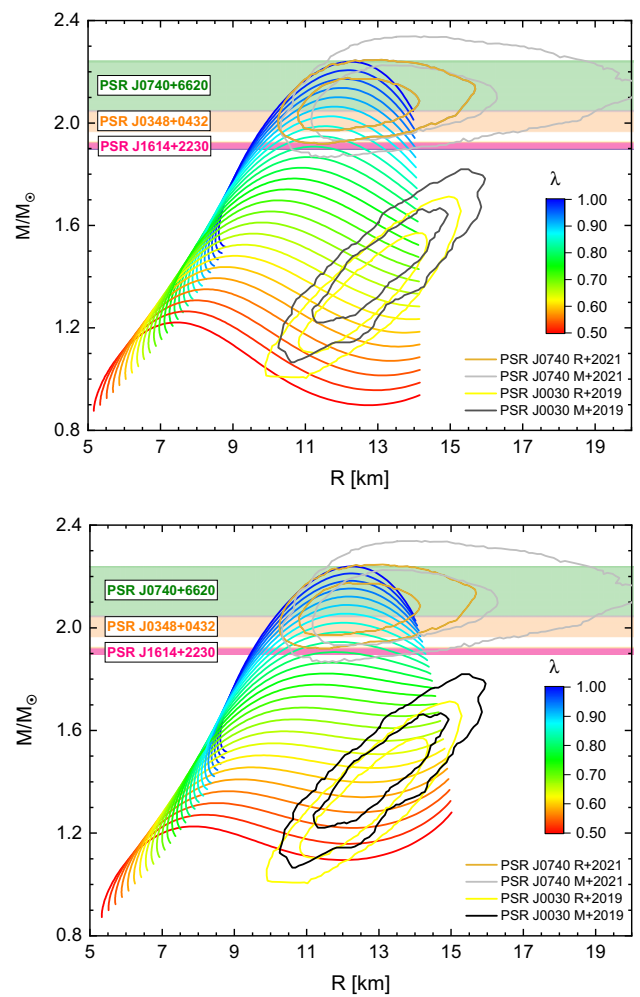 2.4
PSR J0740+6620
2.0
PSR J0348+0432
PSR J1614+2230
M/M☉
1.6
λ
1.00
0.90
0.80
1.2
0.70
0.60
0.50
PSR J0740 R+2021
PSR J0740 M+2021
PSR J0030 R+2019
PSR J0030 M+2019
0.8
5 7 9 11 13 15 17 19
R [km]
2.4
PSR J0740+6620
2.0
PSR J0348+0432
PSR J1614+2230
M/M☉
1.6
λ
1.00
0.90
0.80
1.2
0.70
0.60
0.50
PSR J0740 R+2021
PSR J0740 M+2021
PSR J0030 R+2019
PSR J0030 M+2019
0.8
5 7 9 11 13 15 17 19
R [km]